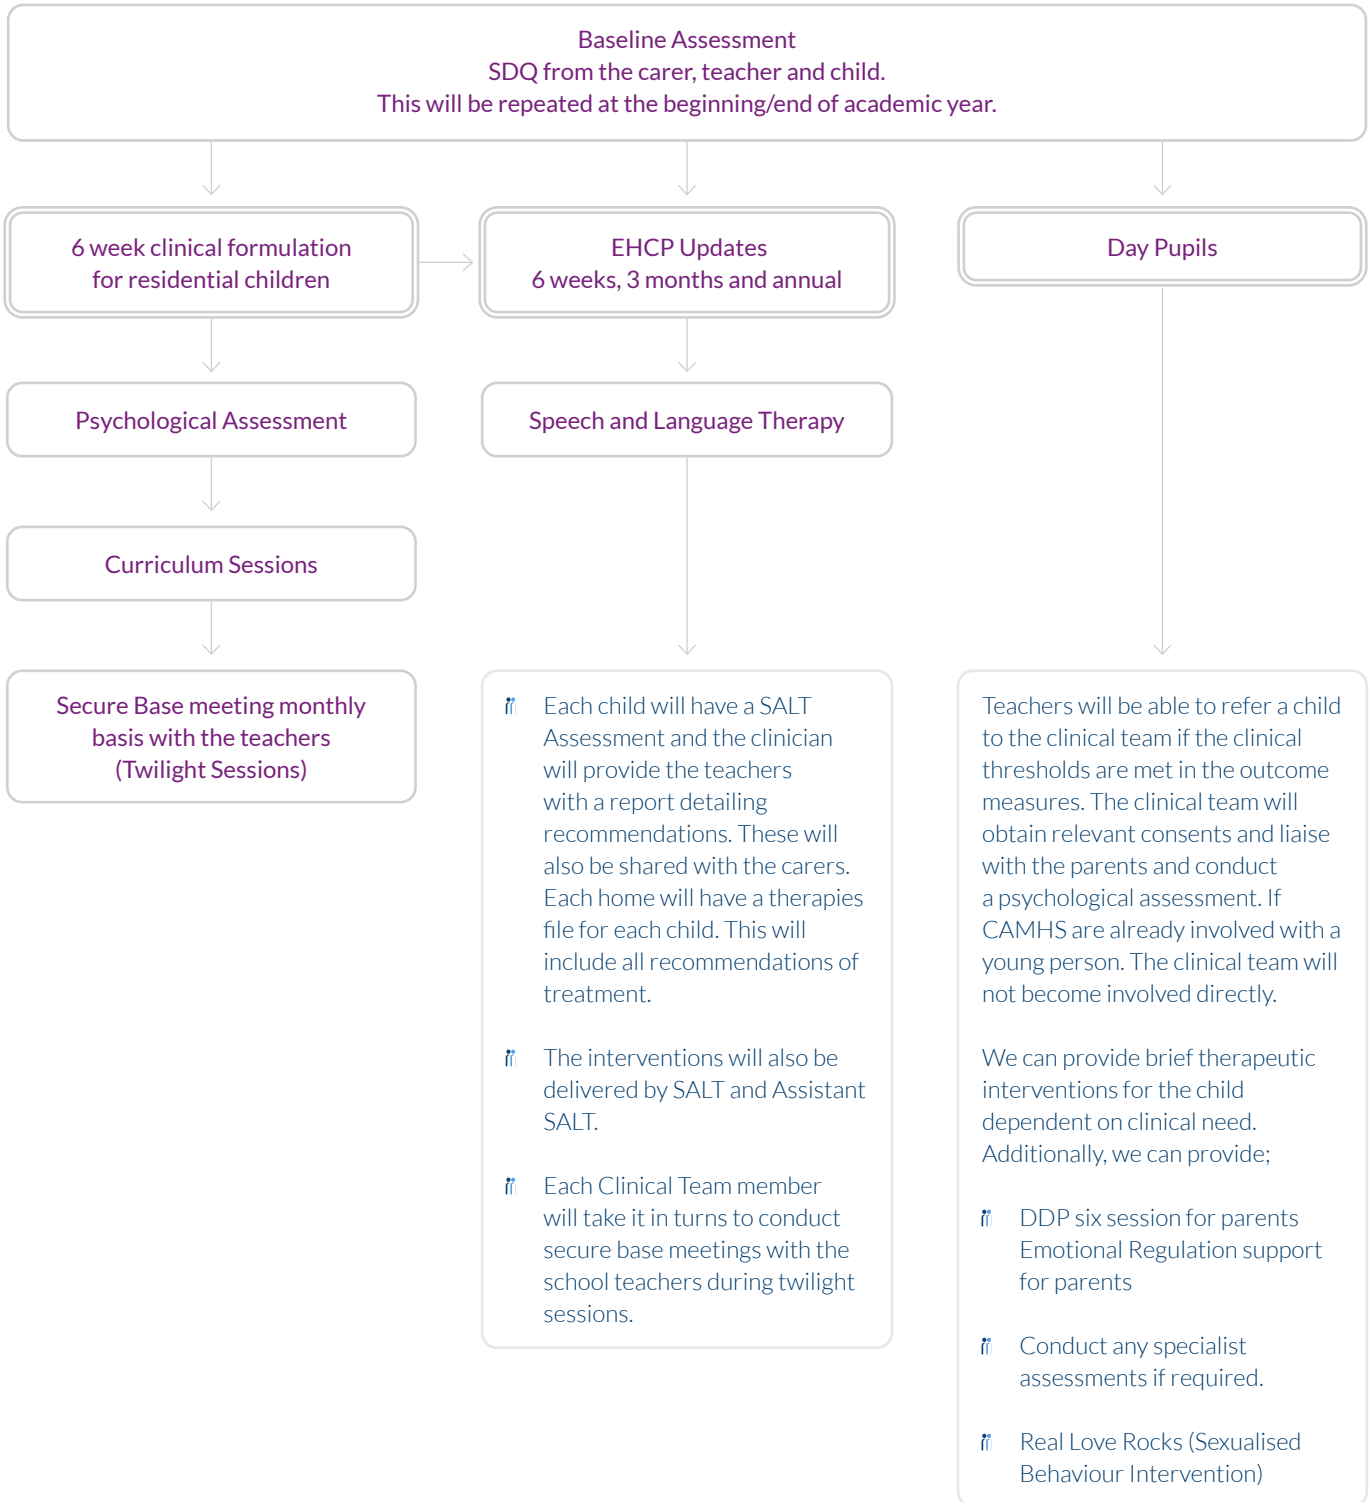 Baseline Assessment
SDQ from the carer, teacher and child.
This will be repeated at the beginning/end of academic year.
6 week clinical formulation
for residential children
EHCP Updates
6 weeks, 3 months and annual
Day Pupils
Psychological Assessment
Speech and Language Therapy
Curriculum Sessions
Secure Base meeting monthly
basis with the teachers
(Twilight Sessions)
Each child will have a SALT
Assessment and the clinician
will provide the teachers
with a report detailing
recommendations. These will
also be shared with the carers.
Each home will have a therapies
file for each child. This will
include all recommendations of
treatment.
The interventions will also be
delivered by SALT and Assistant
SALT.
Each Clinical Team member
will take it in turns to conduct
secure base meetings with the
school teachers during twilight
sessions.
Teachers will be able to refer a child
to the clinical team if the clinical
thresholds are met in the outcome
measures. The clinical team will
obtain relevant consents and liaise
with the parents and conduct
a psychological assessment. If
CAMHS are already involved with a
young person. The clinical team will
not become involved directly.
We can provide brief therapeutic
interventions for the child
dependent on clinical need.
Additionally, we can provide;
DDP six session for parents
Emotional Regulation support
for parents
Conduct any specialist
assessments if required.
Real Love Rocks (Sexualised
Behaviour Intervention)